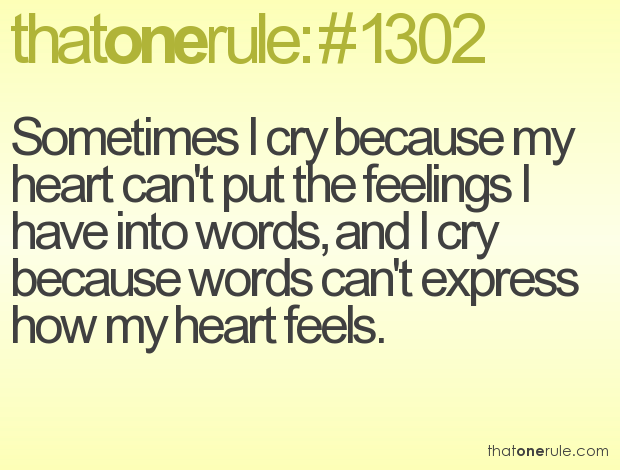 thatonerule: #1302
Sometimes I cry because my
heart can't put the feelings I
have into words, and I cry
because words can't express
how my heart feels.
thatonerule.com